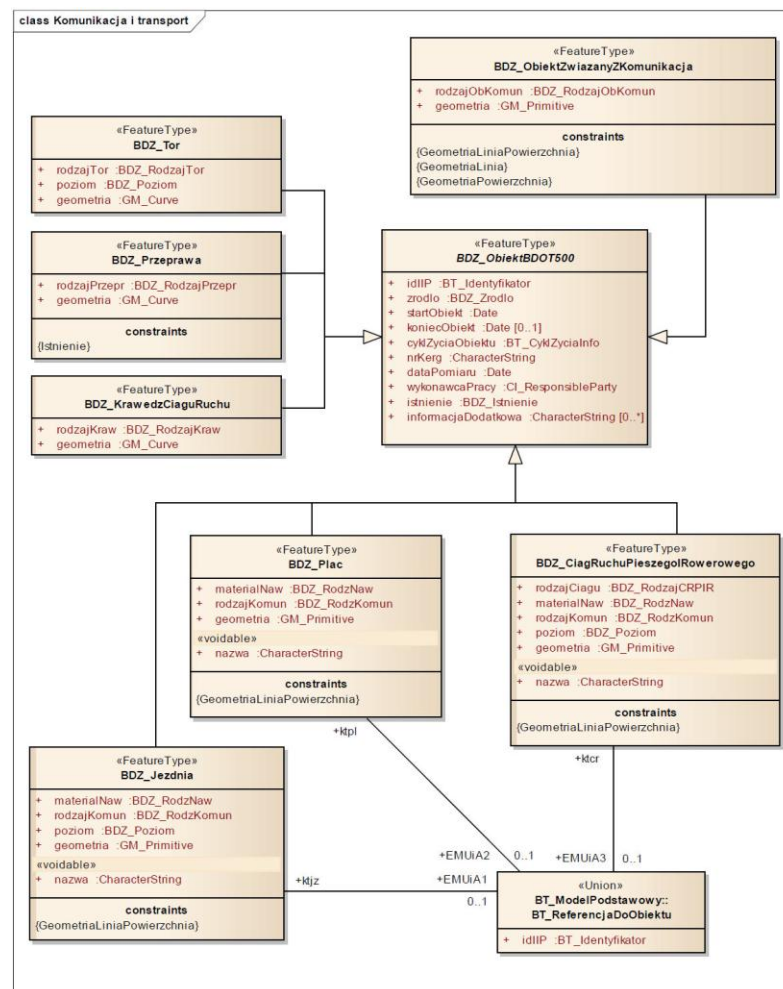 class Komunikacja i transport
«FeatureType»
BDZ_ObiektZwiazanyZKomunikacja
+ rodzajObKomun :BDZ_RodzajObKomun
+ geometria :GM_Primitive
constraints
{GeometriaLiniaPowierzchnia}
{GeometriaLinia}
{GeometriaPowierzchnia}
«FeatureType»
BDZ_Tor
+ rodzajTor :BDZ_RodzajTor
+ poziom :BDZ_Poziom
+ geometria :GM_Curve
«FeatureType»
BDZ_Przeprawa
+ rodzajPrzepr :BDZ_RodzajPrzepr
+ geometria :GM_Curve
constraints
{Istnienie}
«FeatureType»
BDZ_KrawedzCiaguRuchu
+ rodzajKraw :BDZ_RodzajKraw
+ geometria :GM_Curve
«FeatureType»
BDZ_ObiektBDOT500
+ idIIP :BT_Identyfikator
+ zrodlo :BDZ_Zrodlo
+ startObiekt :Date
+ koniecObiekt :Date [0..1]
+ cyklZyciaObiektu :BT_CyklZyciaInfo
+ nrKerg :CharacterString
+ dataPomiaru :Date
+ wykonawcaPracy :CI_ResponsibleParty
+ istnienie :BDZ_Istnienie
+ informacjaDodatkowa :CharacterString [0..*]
«FeatureType»
BDZ_Plac
+ materialNaw :BDZ_RodzNaw
+ rodzajKomun :BDZ_RodzKomun
+ geometria :GM_Primitive
«voidable»
+ nazwa :CharacterString
constraints
{GeometriaLiniaPowierzchnia}
«FeatureType»
BDZ_CiagRuchuPieszegoIRowerowego
+ rodzajCiagu :BDZ_RodzajCRPIR
+ materialNaw :BDZ_RodzNaw
+ rodzajKomun :BDZ_RodzKomun
+ poziom :BDZ_Poziom
+ geometria :GM_Primitive
«voidable»
+ nazwa :CharacterString
constraints
{GeometriaLiniaPowierzchnia}
«FeatureType»
BDZ_Jezdnia
+ materialNaw :BDZ_RodzNaw
+ rodzajKomun :BDZ_RodzKomun
+ poziom :BDZ_Poziom
+ geometria :GM_Primitive
«voidable»
+ nazwa :CharacterString
constraints
{GeometriaLiniaPowierzchnia}
+ktpl
+ktcr
+ktjz
+EMUiA2 0..1
+EMUiA3 0..1
+EMUiA1
0..1
«Union»
BT_ModelPodstawowy::
BT_ReferencjaDoObiektu
+ idIIP :BT_Identyfikator